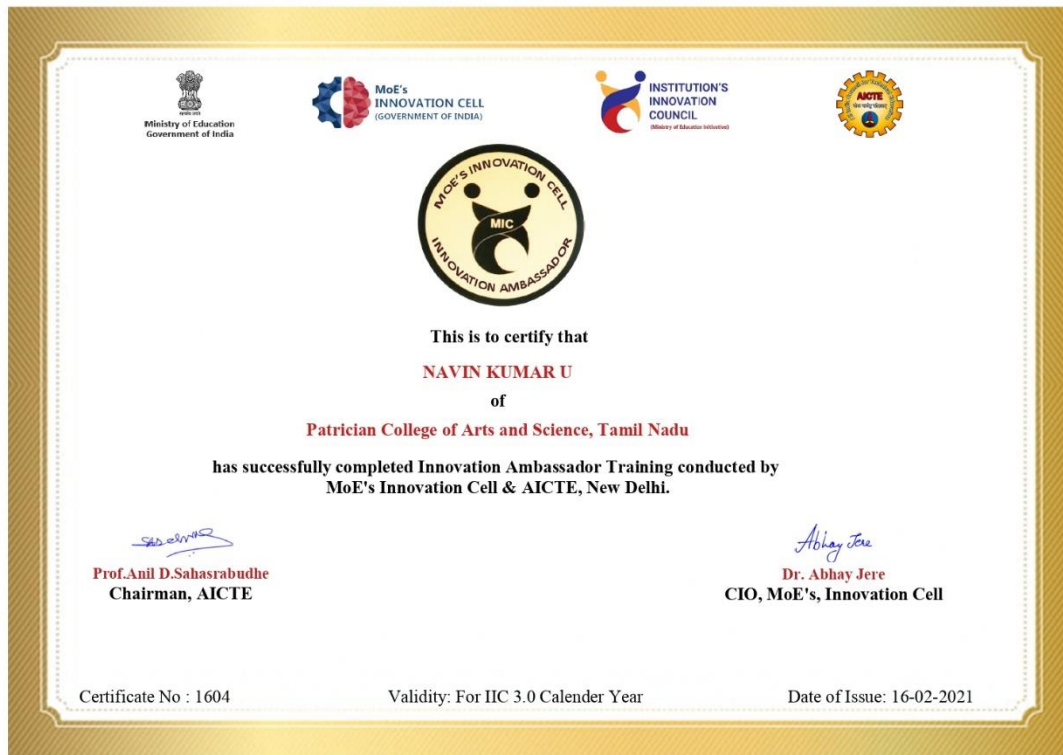 Ministry of Education
Government of India
MoE's
INNOVATION CELL
(GOVERNMENT OF INDIA)
INSTITUTION'S
INNOVATION
COUNCIL
(Ministry of Education Initiative)
AICTE
MOE'S INNOVATION CELL
MIC
INNOVATION AMBASSADOR
This is to certify that
NAVIN KUMAR U
of
Patrician College of Arts and Science, Tamil Nadu
has successfully completed Innovation Ambassador Training conducted by
MoE's Innovation Cell & AICTE, New Delhi.
Abhay Jere
Prof.Anil D.Sahasrabudhe
Chairman, AICTE
Dr. Abhay Jere
CIO, MoE's, Innovation Cell
Certificate No : 1604
Validity: For IIC 3.0 Calender Year
Date of Issue: 16-02-2021